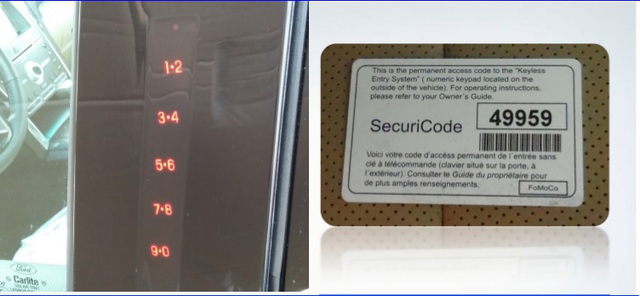 1•2
3•4
5•6
7•8
9•0
Ford
Carlite
This is the permanent access code to the "Keyless
Entry System" ( numeric keypad located on the
outside of the vehicle). For operating instructions,
please refer to your Owner's Guide.
SecuriCode
49959
Voici votre code d'accéss permanent de l'entrée sans
clé à télécommande (clavier situé sur la porte, à
l'extérieur). Consulter le Guide du propriétaire pour
de plus amples renseignements.
FoMoCo